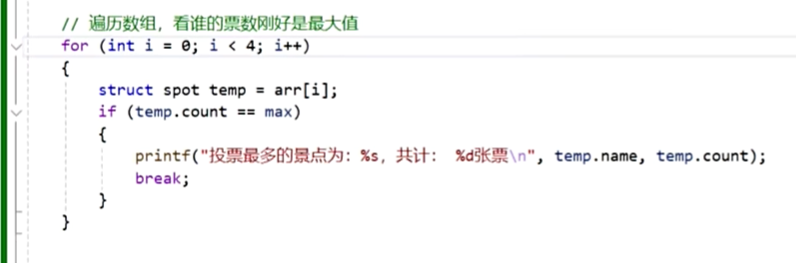 // 遍历数组，看谁的票数刚好是最大值
for (int i = 0; i < 4; i++)
{
struct spot temp = arr[i];
if (temp.count == max)
{
printf("投票最多的景点为：%s，共计： %d张票\n", temp.name, temp.count);
break;
}
}